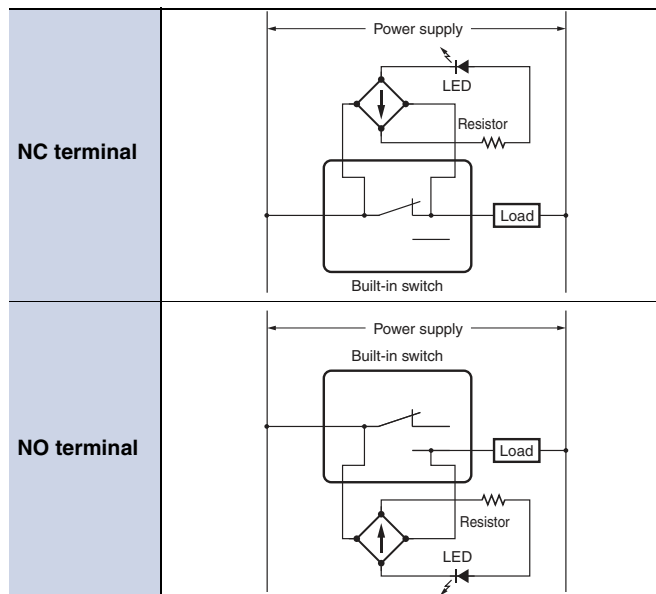 NC terminal
Power supply
LED
Resistor
Load
Built-in switch
NO terminal
Power supply
Built-in switch
Load
Resistor
LED